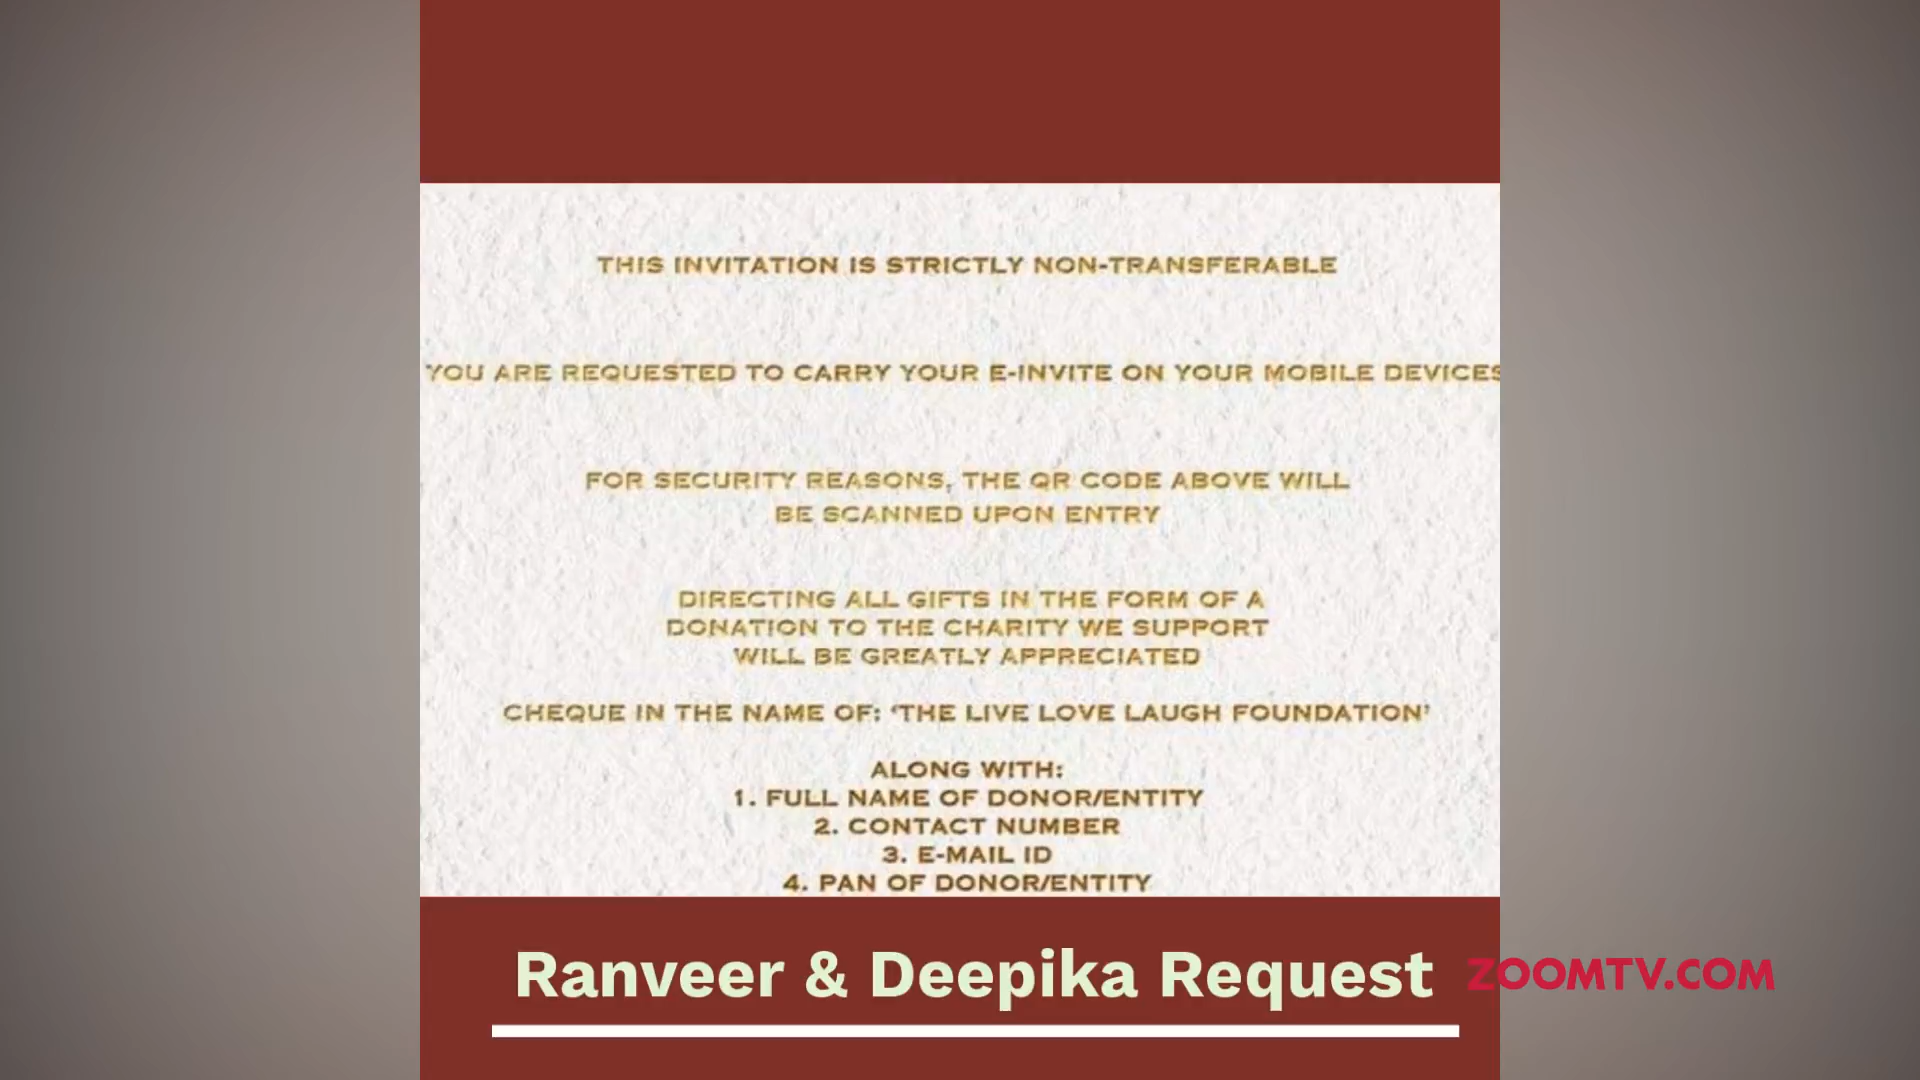 THIS INVITATION IS STRICTLY NON-TRANSFERABLE
YOU ARE REQUESTED TO CARRY YOUR E-INVITE ON YOUR MOBILE DEVICES
FOR SECURITY REASONS, THE QR CODE ABOVE WILL
BE SCANNED UPON ENTRY
DIRECTING ALL GIFTS IN THE FORM OF A
DONATION TO THE CHARITY WE SUPPORT
WILL BE GREATLY APPRECIATED
CHEQUE IN THE NAME OF: ‘THE LIVE LOVE LAUGH FOUNDATION’
ALONG WITH:
1. FULL NAME OF DONOR/ENTITY
2. CONTACT NUMBER
3. E-MAIL ID
4. PAN OF DONOR/ENTITY
Ranveer & Deepika Request
ZOOMTV.COM